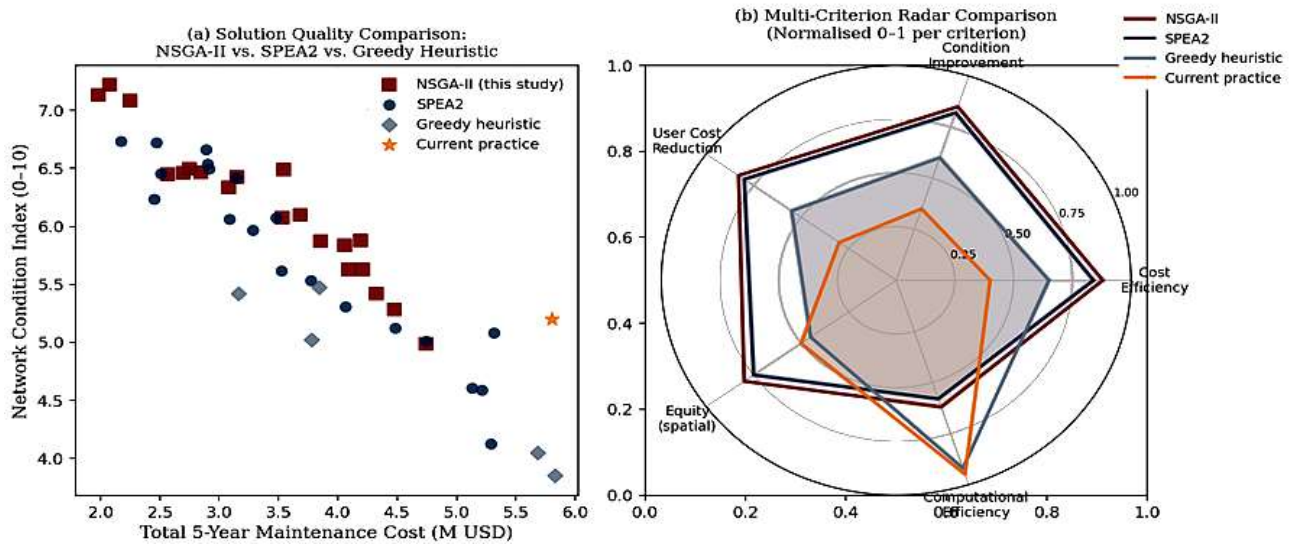 (a) Solution Quality Comparison:
NSGA-II vs. SPEA2 vs. Greedy Heuristic
NSGA-II (this study)
SPEA2
Greedy heuristic
Current practice
Network Condition Index (0–10)
7.0
6.5
6.0
5.5
5.0
4.5
4.0
2.0 2.5 3.0 3.5 4.0 4.5 5.0 5.5 6.0
Total 5-Year Maintenance Cost (M USD)
(b) Multi-Criterion Radar Comparison
(Normalised 0–1 per criterion)
NSGA-II
SPEA2
Greedy heuristic
Current practice
Condition
Improvement
User Cost
Reduction
Cost
Efficiency
Equity
(spatial)
Computational
Efficiency
0.25
0.50
0.75
1.00
1.0
0.8
0.6
0.4
0.2
0.0
0.0 0.2 0.4 0.6 0.8 1.0